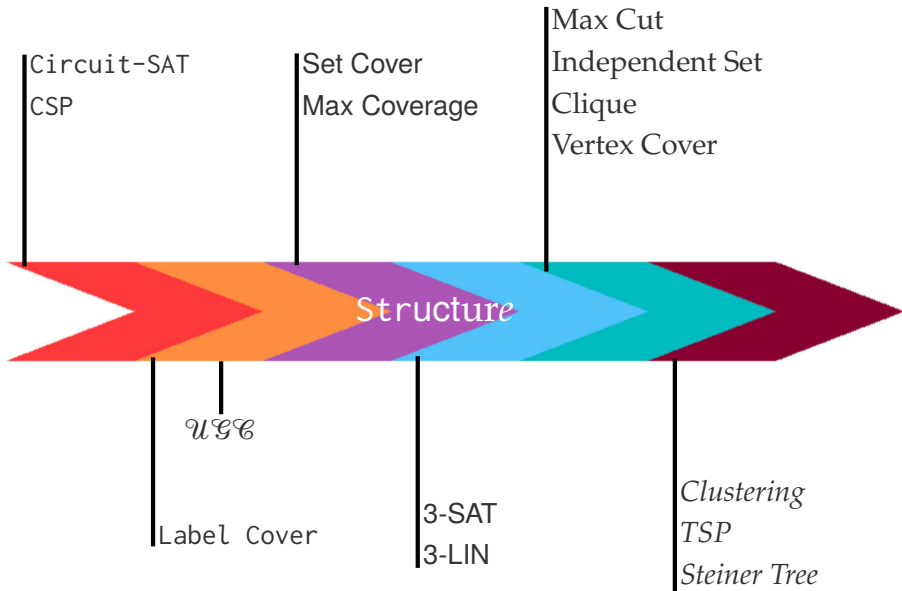 Circuit-SAT
CSP
Set Cover
Max Coverage
Max Cut
Independent Set
Clique
Vertex Cover
Structure
UGC
Label Cover
3-SAT
3-LIN
Clustering
TSP
Steiner Tree